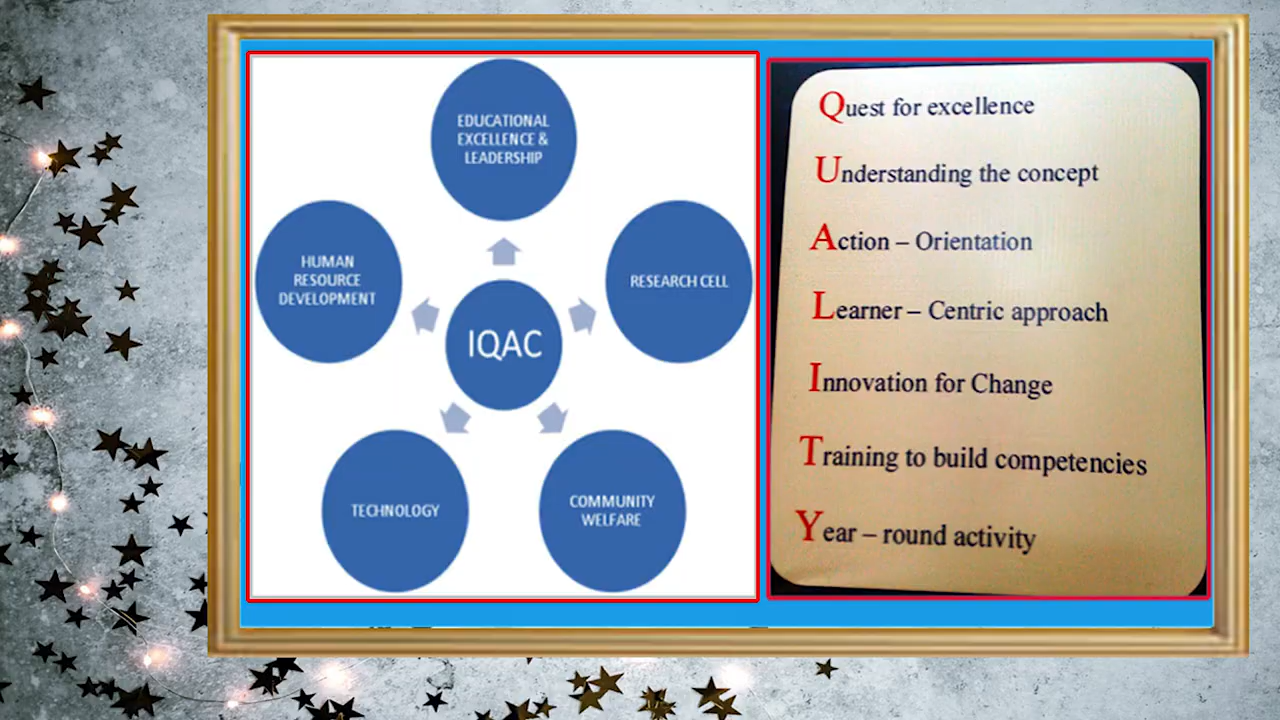 EDUCATIONAL
EXCELLENCE &
LEADERSHIP
HUMAN
RESOURCE
DEVELOPMENT
RESEARCH CELL
IQAC
TECHNOLOGY
COMMUNITY
WELFARE
Quest for excellence
Understanding the concept
Action – Orientation
Learner – Centric approach
Innovation for Change
Training to build competencies
Year – round activity